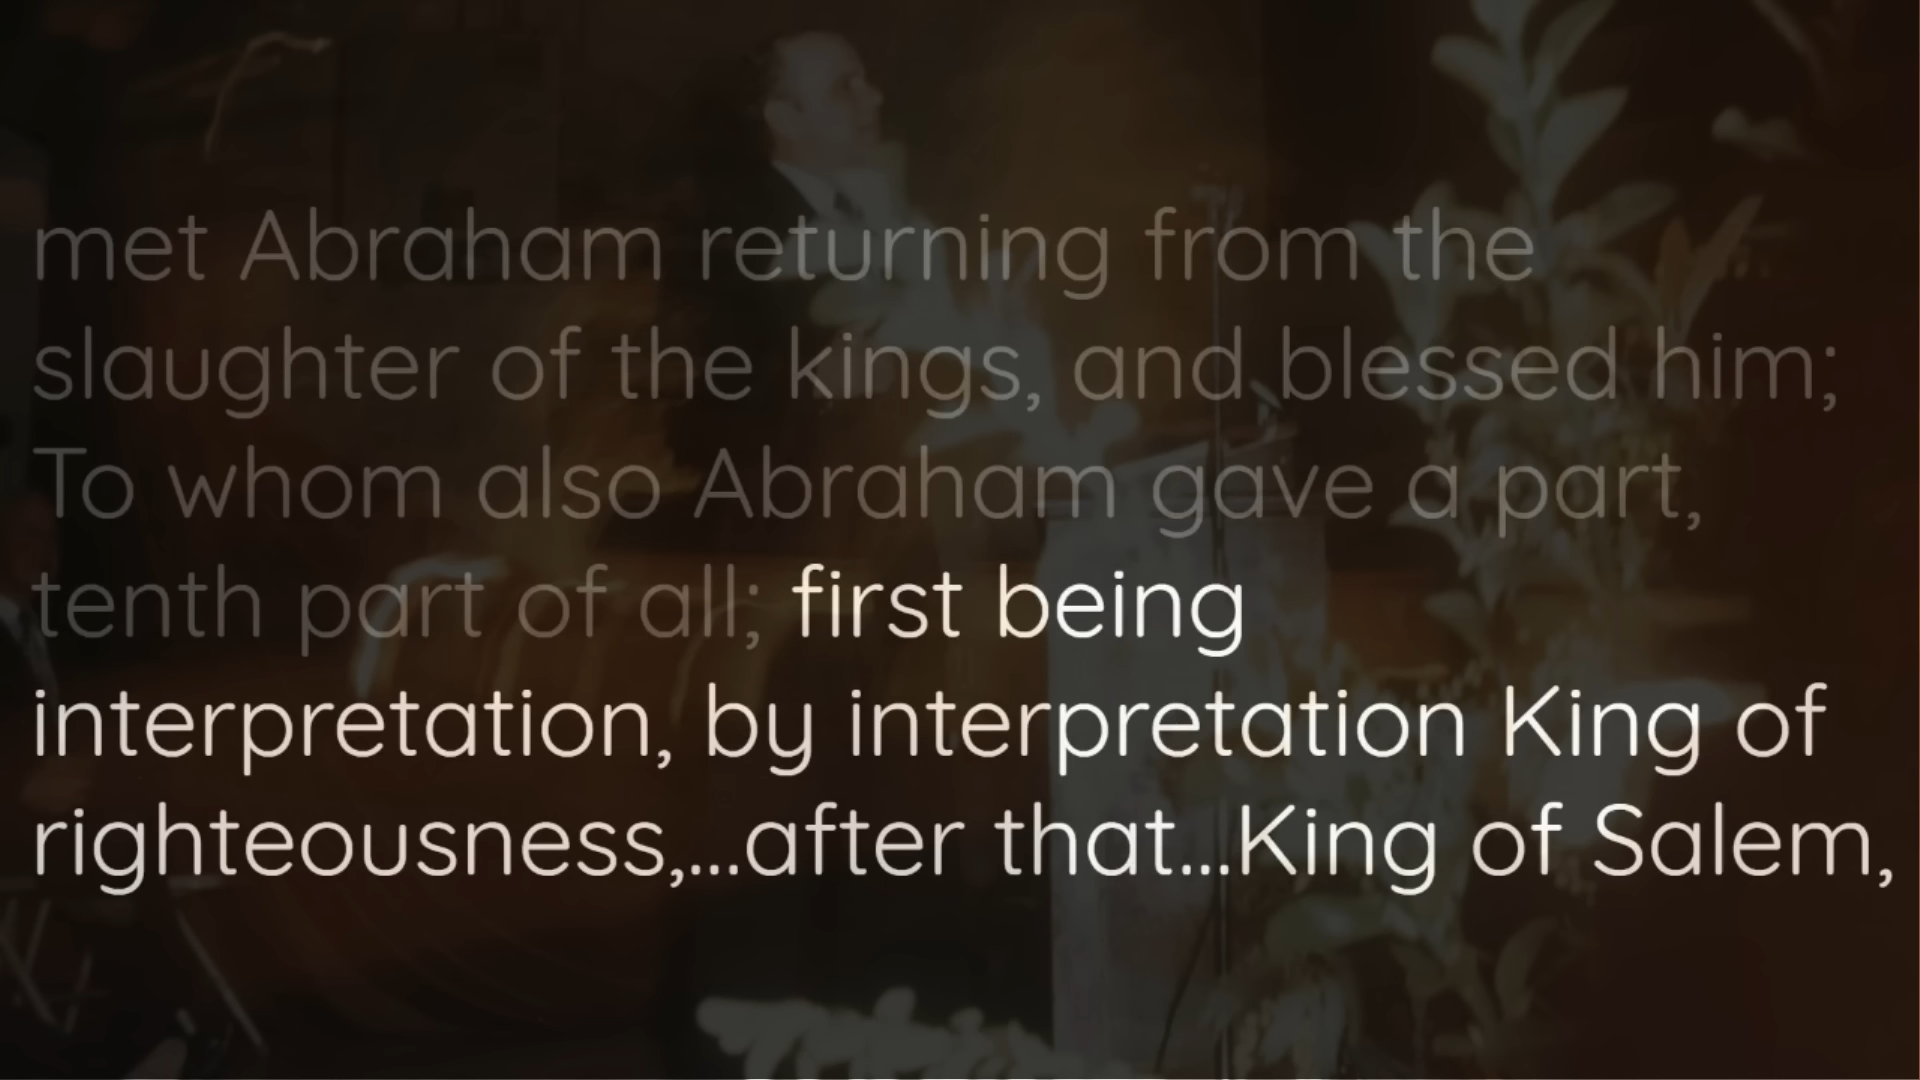 met Abraham returning from the
slaughter of the kings, and blessed him;
To whom also Abraham gave a part,
tenth part of all; first being
interpretation, by interpretation King of
righteousness,...after that...King of Salem,